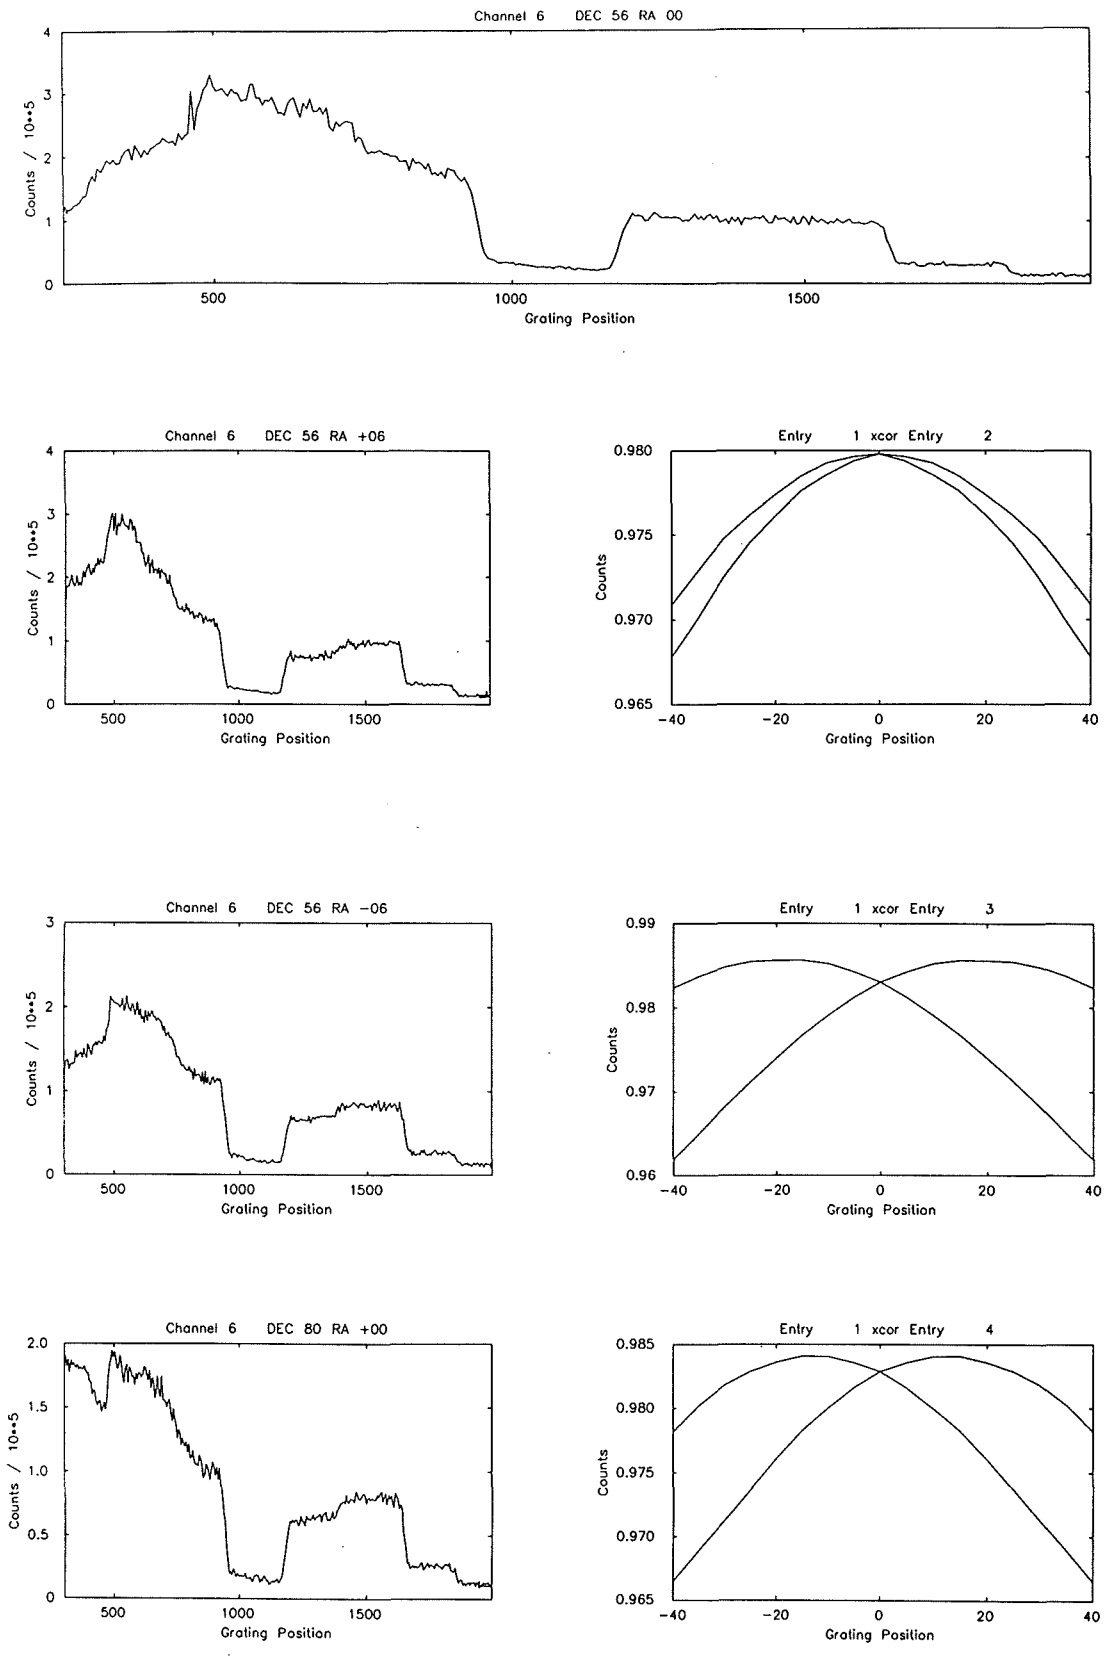 Channel 6 DEC 56 RA 00
4
3
2
1
0
Counts / 10**5
500 1000 1500
Grating Position
Channel 6 DEC 56 RA +06
4
3
2
1
0
Counts / 10**5
500 1000 1500
Grating Position
Entry 1 xcor Entry 2
0.980
0.975
0.970
0.965
Counts
-40 -20 0 20 40
Grating Position
Channel 6 DEC 56 RA -06
3
2
1
0
Counts / 10**5
500 1000 1500
Grating Position
Entry 1 xcor Entry 3
0.99
0.98
0.97
0.96
Counts
-40 -20 0 20 40
Grating Position
Channel 6 DEC 80 RA +00
2.0
1.5
1.0
0.5
0
Counts / 10**5
500 1000 1500
Grating Position
Entry 1 xcor Entry 4
0.985
0.980
0.975
0.970
0.965
Counts
-40 -20 0 20 40
Grating Position